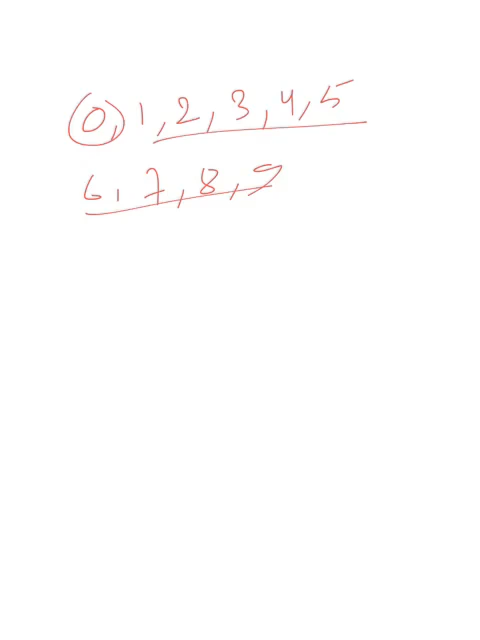 0, 1, 2, 3, 4, 5
6, 7, 8, 9